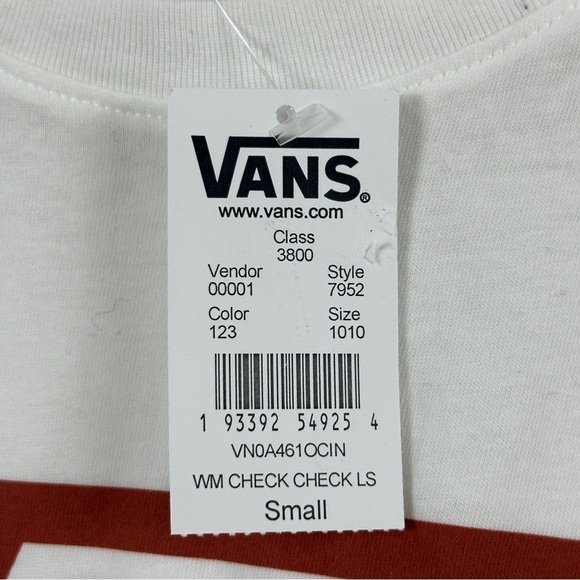 VANS®
www.vans.com
Class
3800
Vendor Style
00001 7952
Color Size
123 1010
1 93392 54925 4
VN0A461OCIN
WM CHECK CHECK LS
Small